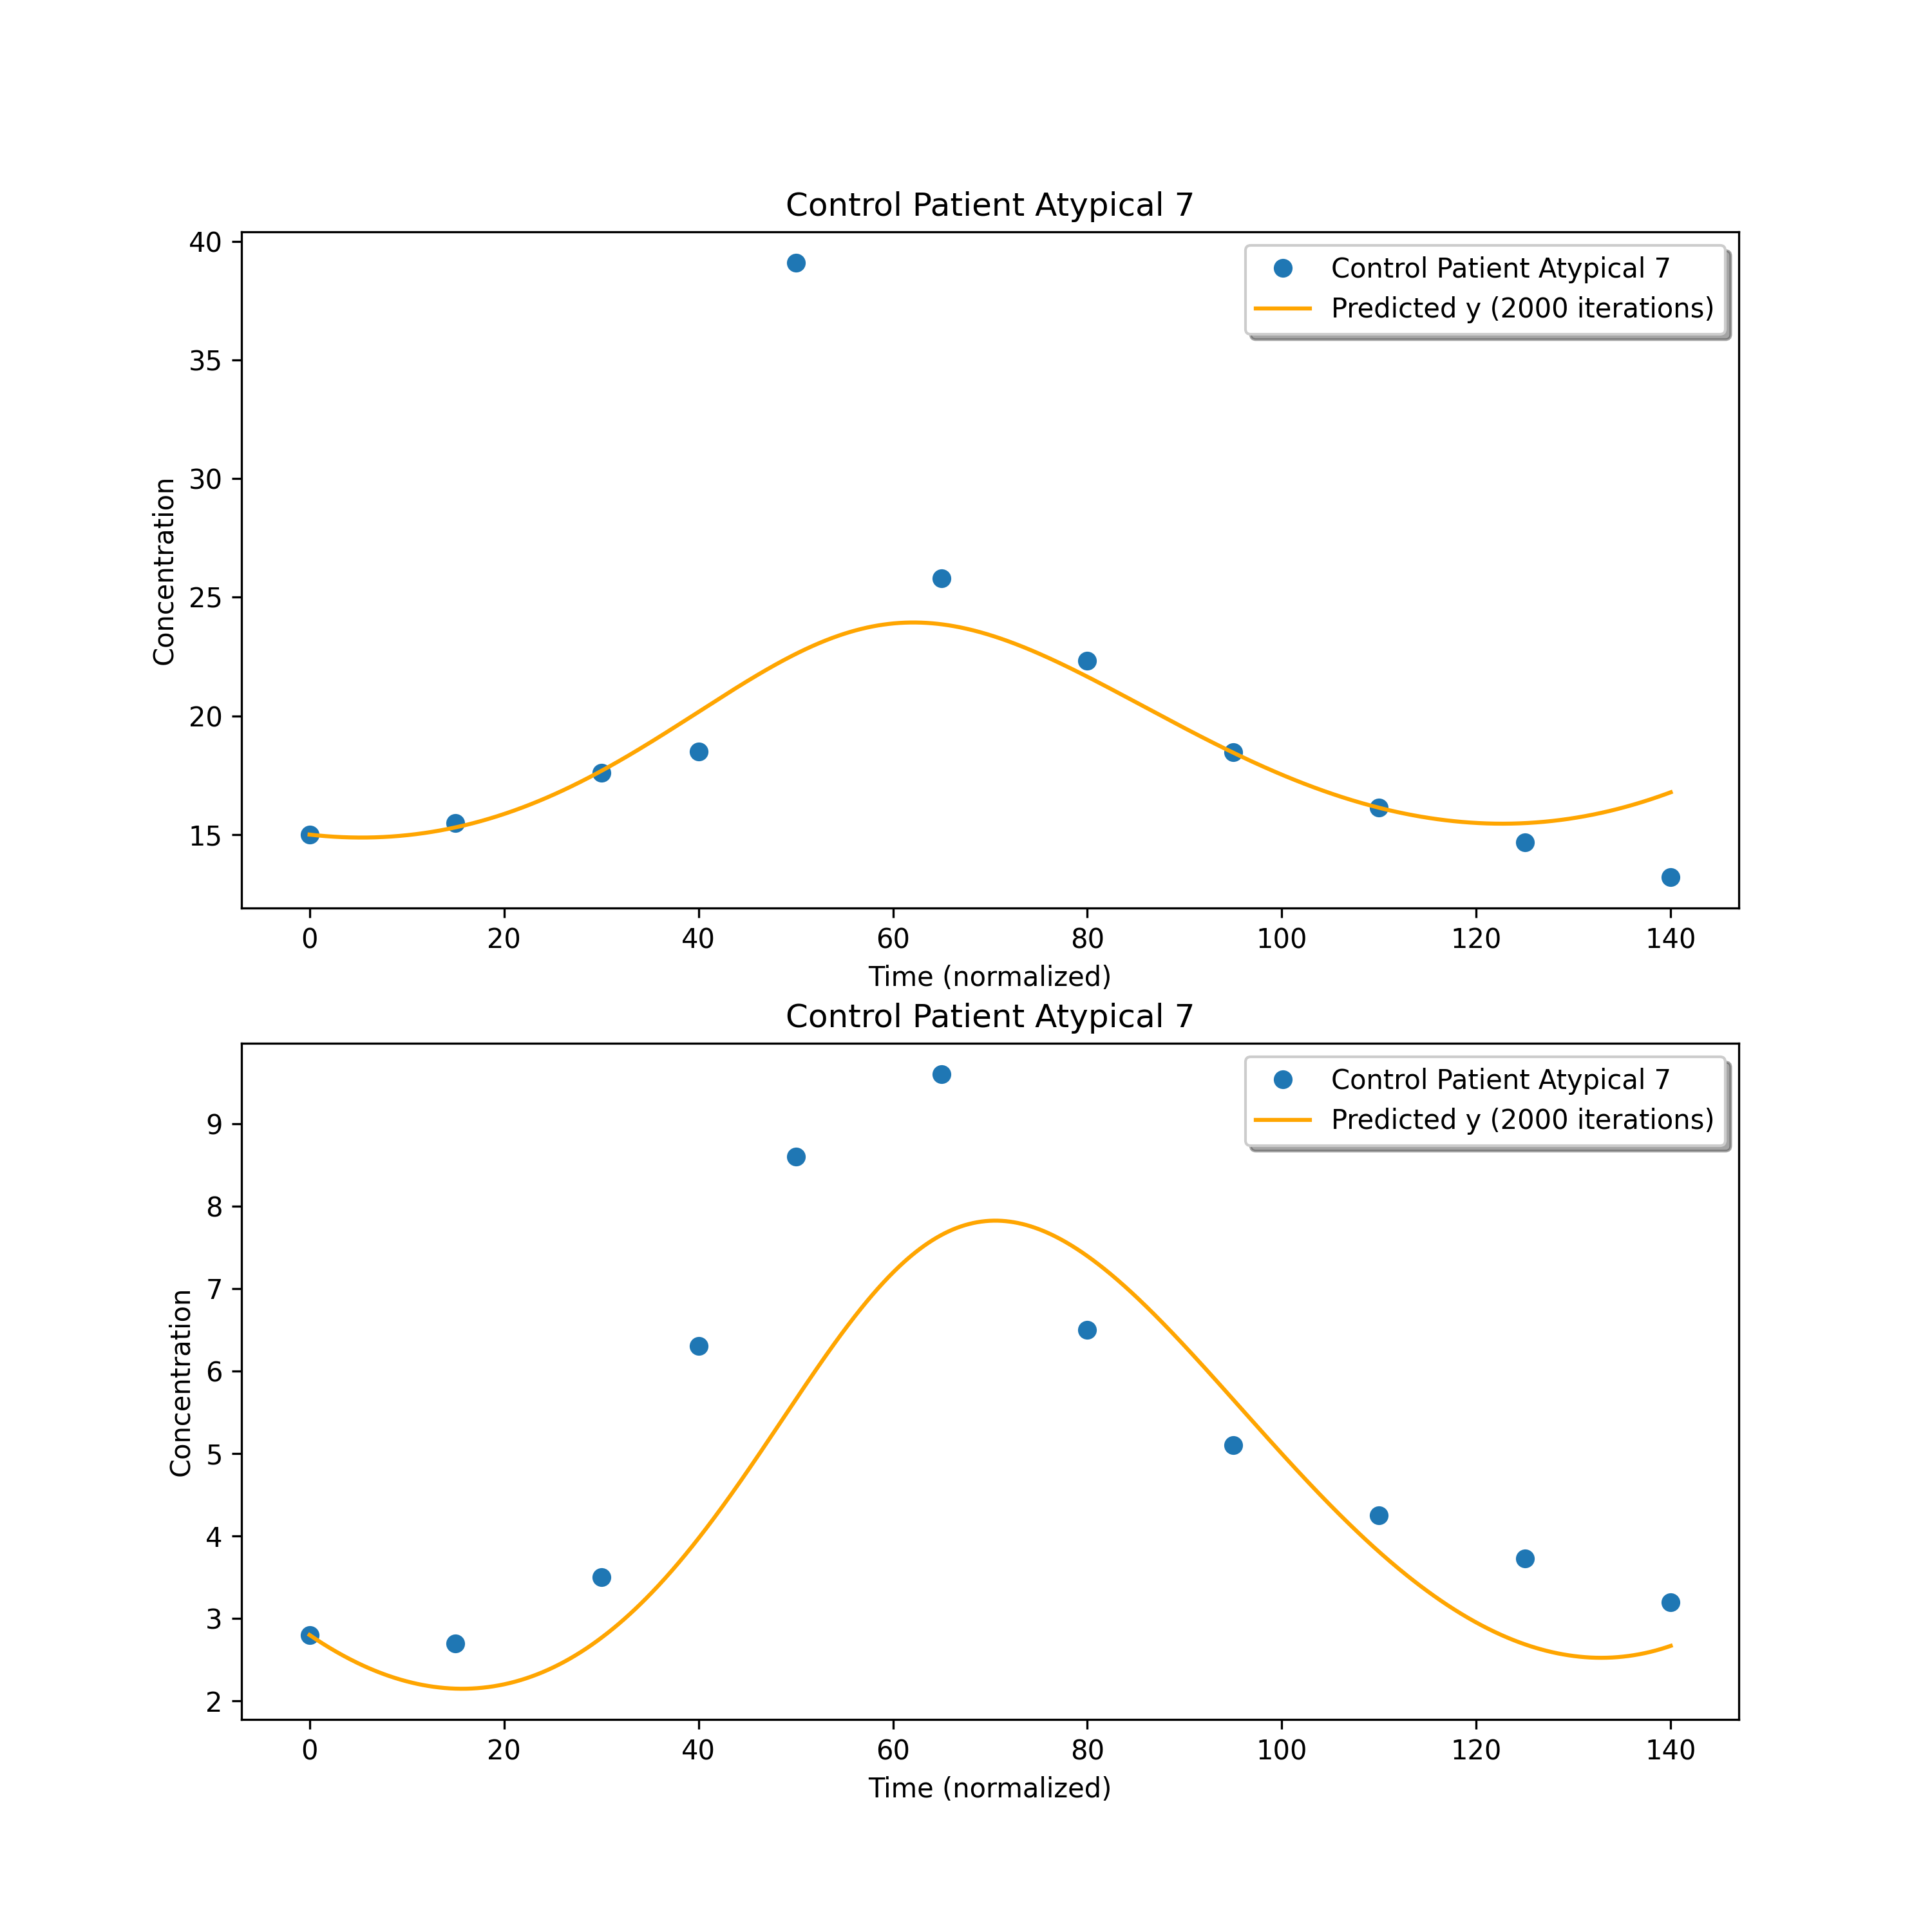 Control Patient Atypical 7
40
35
30
25
20
15
Concentration
Control Patient Atypical 7
Predicted y (2000 iterations)
0 20 40 60 80 100 120 140
Time (normalized)
Control Patient Atypical 7
9
8
7
6
5
4
3
2
Concentration
Control Patient Atypical 7
Predicted y (2000 iterations)
0 20 40 60 80 100 120 140
Time (normalized)